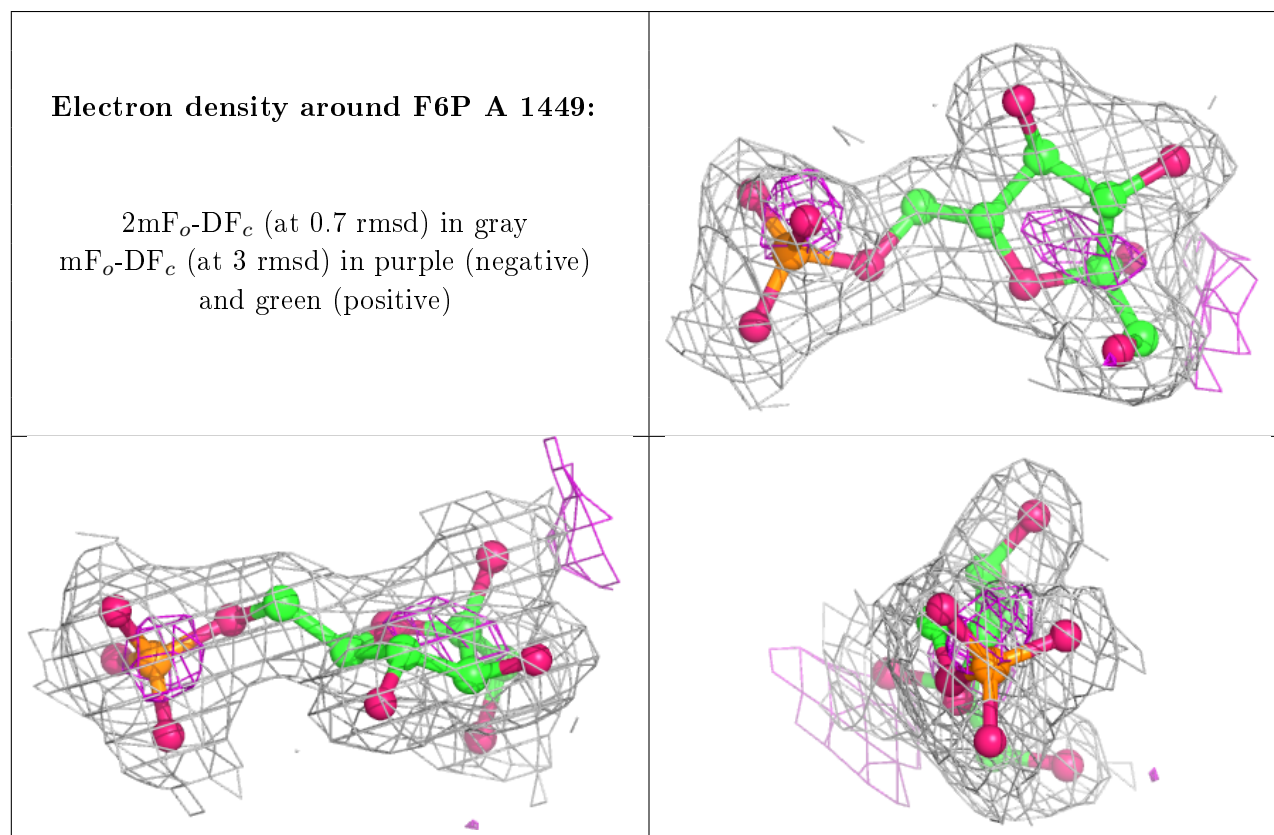 Electron density around F6P A 1449:
2mFo-DFc (at 0.7 rmsd) in gray
mFo-DFc (at 3 rmsd) in purple (negative)
and green (positive)